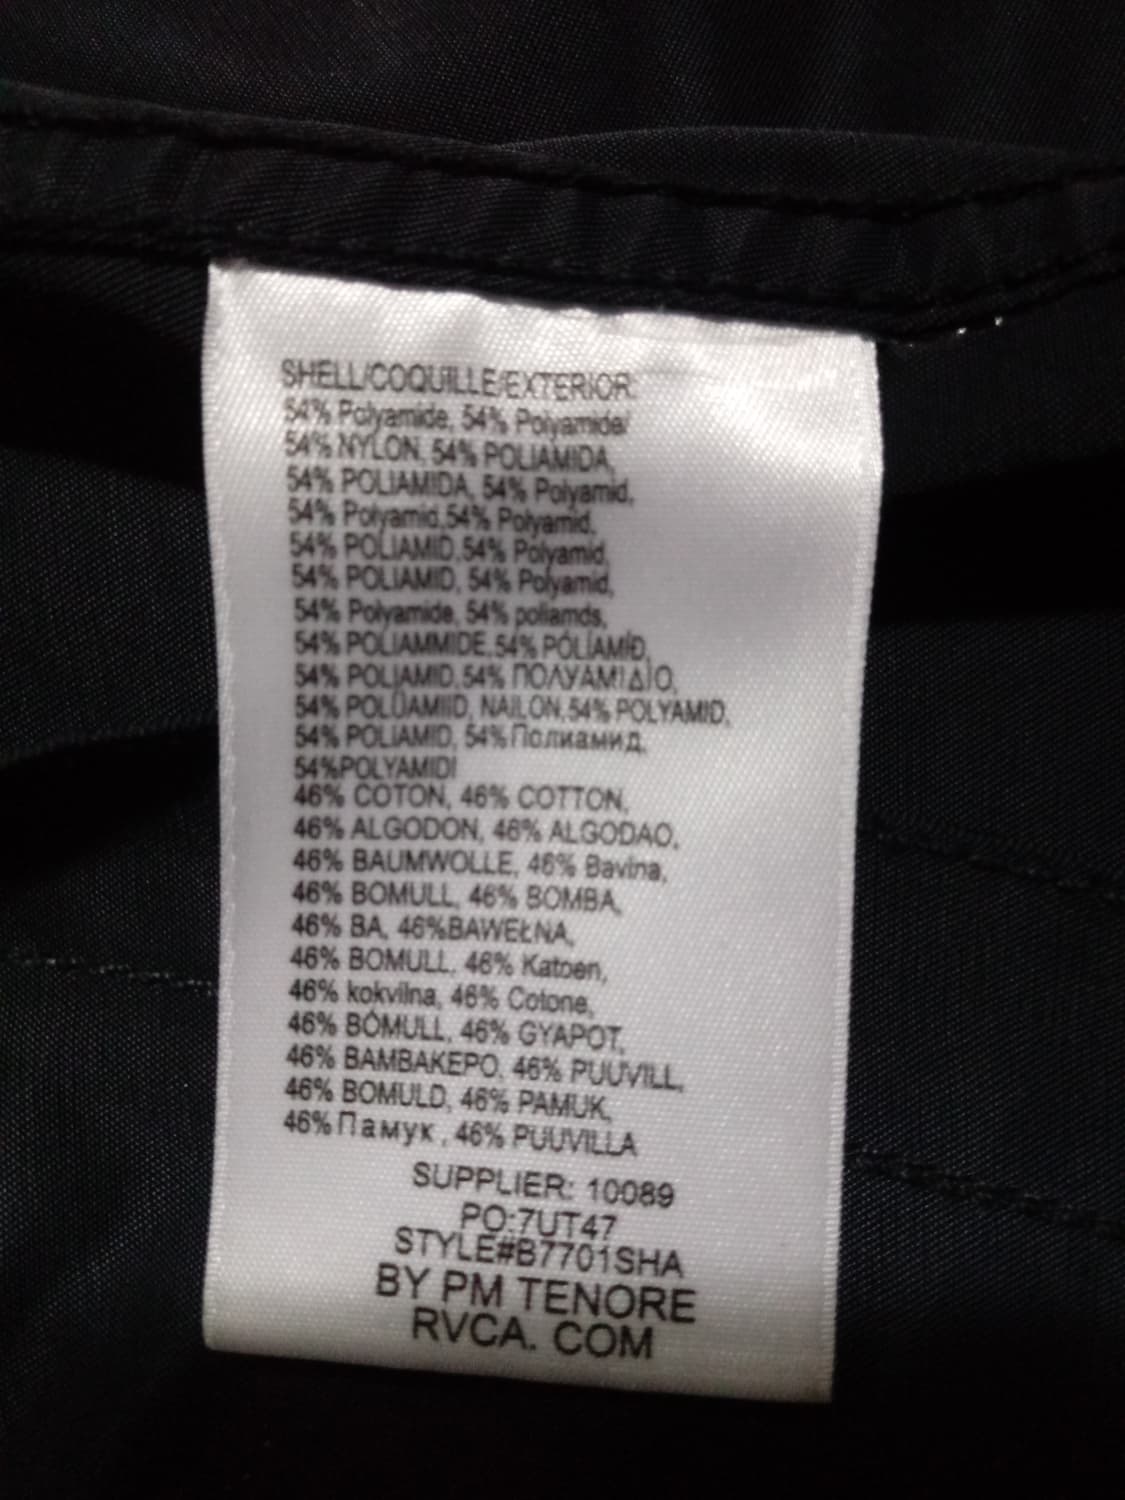 SHELL/COQUILLE/EXTERIOR:
54% Polyamide, 54% Polyamide/
54% NYLON, 54% POLIAMIDA,
54% POLIAMIDA, 54% Polyamid,
54% Polyamid,54% Polyamid,
54% POLIAMID,54% Polyamid,
54% POLIAMID, 54% Polyamid,
54% Polyamide, 54% poliamds,
54% POLIAMMIDE,54% PÓLÍAMÍÐ,
54% POLIAMID,54% ΠΟΛΥΑΜΙΔΙΟ,
54% POLÜAMIID, NAILON,54% POLYAMID,
54% POLIAMID, 54%Полиамид,
54%POLYAMIDI
46% COTON, 46% COTTON,
46% ALGODON, 46% ALGODAO,
46% BAUMWOLLE, 46% Bavlna,
46% BOMULL, 46% BOMBA,
46% BA, 46%BAWEŁNA,
46% BOMULL, 46% Katoen,
46% kokvilna, 46% Cotone,
46% BÓMULL, 46% GYAPOT,
46% BAMBAKEPO, 46% PUUVILL,
46% BOMULD, 46% PAMUK,
46%Памук , 46% PUUVILLA
SUPPLIER: 10089
PO:7UT47
STYLE#B7701SHA
BY PM TENORE
RVCA. COM